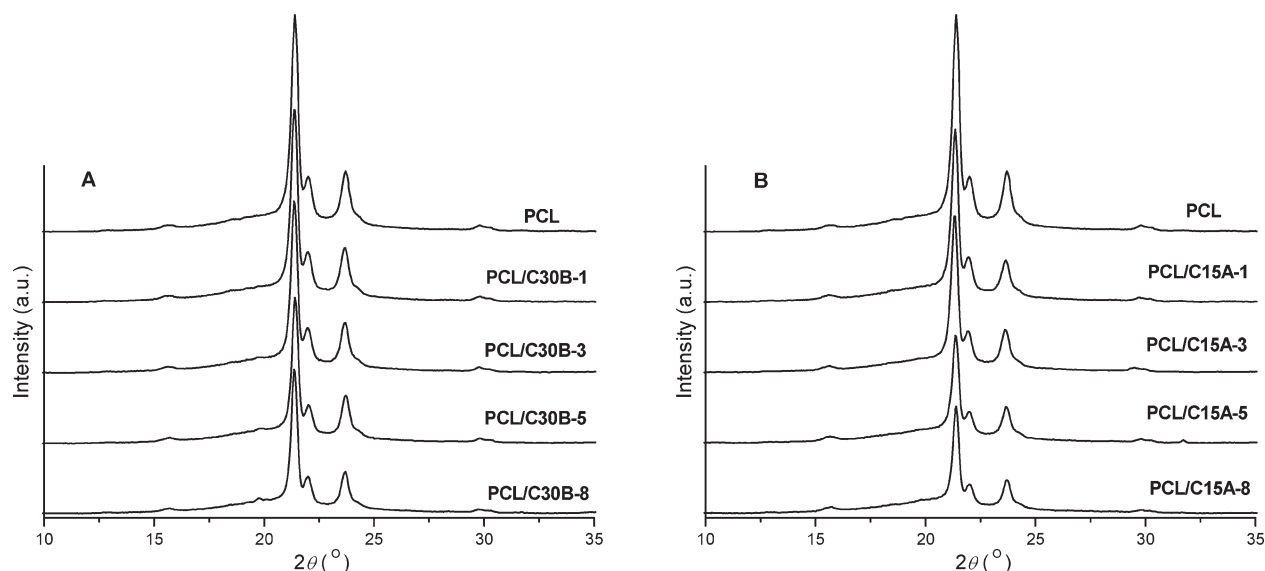 A
PCL
PCL/C30B-1
PCL/C30B-3
PCL/C30B-5
PCL/C30B-8
Intensity (a.u.)
10 15 20 25 30 35
2θ (°)
B
PCL
PCL/C15A-1
PCL/C15A-3
PCL/C15A-5
PCL/C15A-8
Intensity (a.u.)
10 15 20 25 30 35
2θ (°)